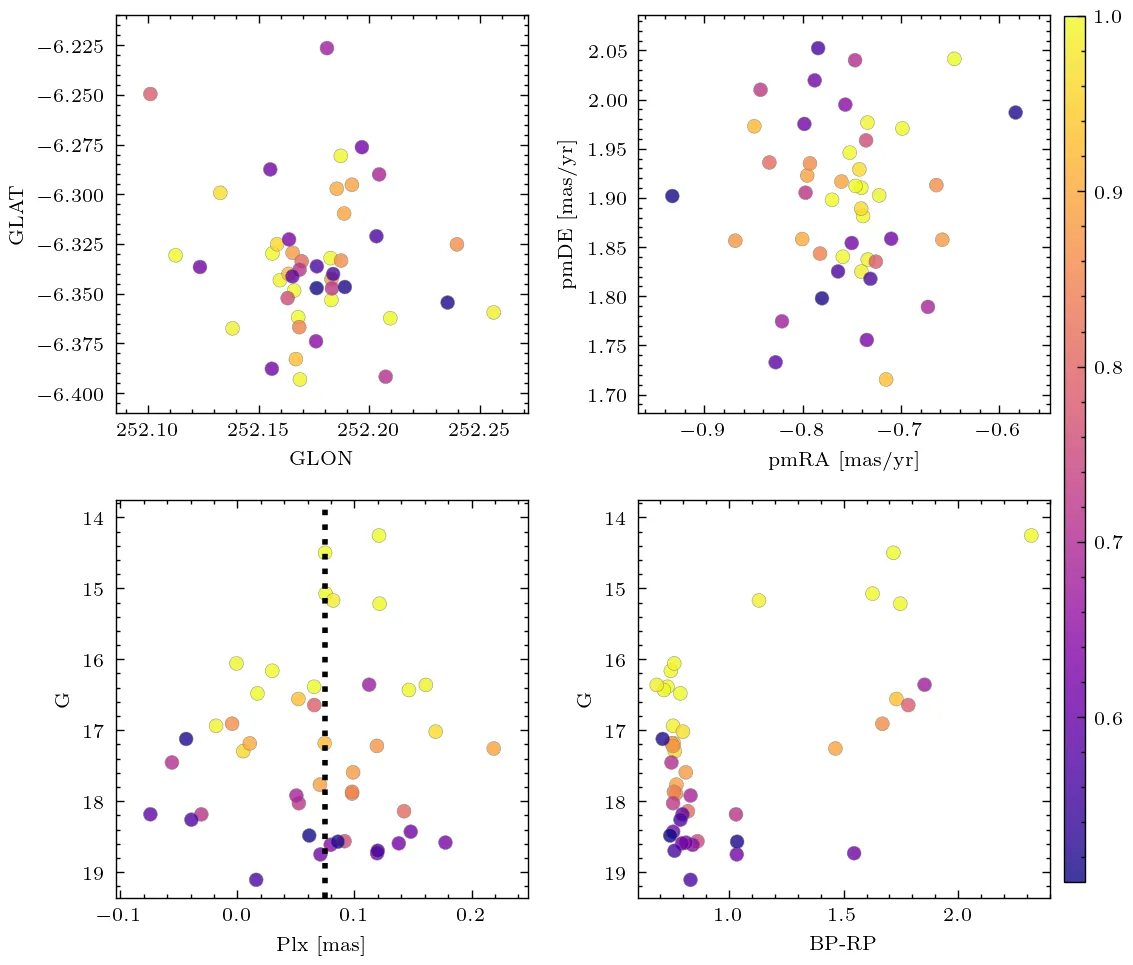 −6.225
−6.250
−6.275
−6.300
−6.325
−6.350
−6.375
−6.400
GLAT
252.10 252.15 252.20 252.25
GLON
2.05
2.00
1.95
1.90
1.85
1.80
1.75
1.70
pmDE [mas/yr]
−0.9 −0.8 −0.7 −0.6
pmRA [mas/yr]
1.0
0.9
0.8
0.7
0.6
14
15
16
17
18
19
G
−0.1 0.0 0.1 0.2
Plx [mas]
14
15
16
17
18
19
G
1.0 1.5 2.0
BP-RP